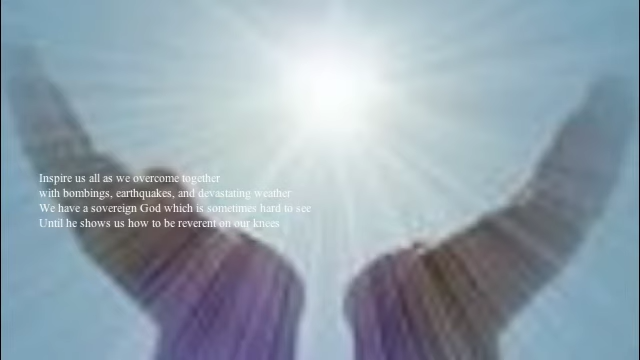 Inspire us all as we overcome together
with bombings, earthquakes, and devastating weather
We have a sovereign God which is sometimes hard to see
Until he shows us how to be reverent on our knees